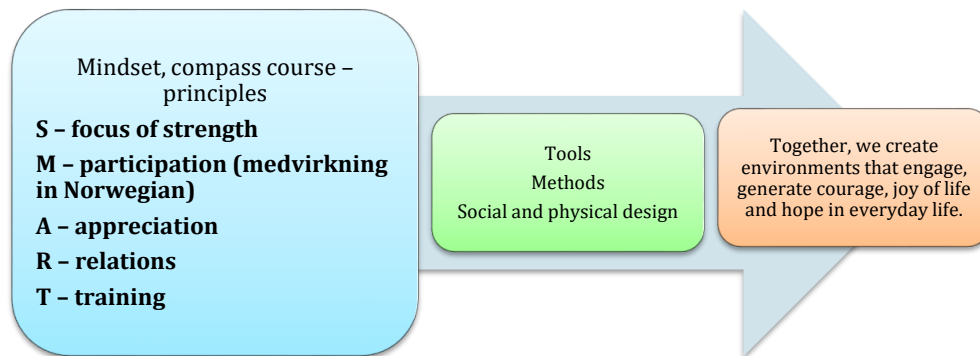 Mindset, compass course –
principles
S – focus of strength
M – participation (medvirkning
in Norwegian)
A – appreciation
R – relations
T – training
Tools
Methods
Social and physical design
Together, we create
environments that engage,
generate courage, joy of life
and hope in everyday life.